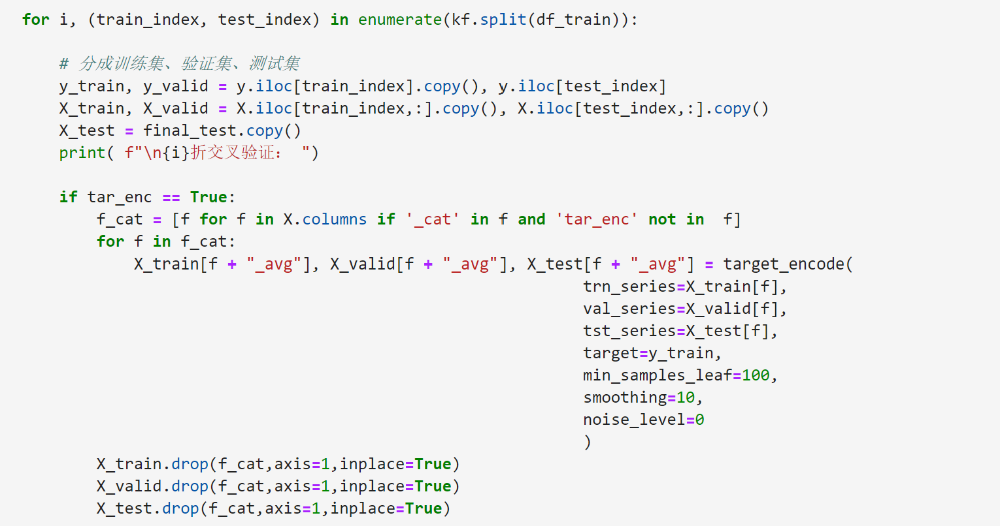 for i, (train_index, test_index) in enumerate(kf.split(df_train)):
# 分成训练集、验证集、测试集
y_train, y_valid = y.iloc[train_index].copy(), y.iloc[test_index]
X_train, X_valid = X.iloc[train_index,:].copy(), X.iloc[test_index,:].copy()
X_test = final_test.copy()
print( f"\n{i}折交叉验证： ")
if tar_enc == True:
f_cat = [f for f in X.columns if '_cat' in f and 'tar_enc' not in  f]
for f in f_cat:
X_train[f + "_avg"], X_valid[f + "_avg"], X_test[f + "_avg"] = target_encode(
trn_series=X_train[f],
val_series=X_valid[f],
tst_series=X_test[f],
target=y_train,
min_samples_leaf=100,
smoothing=10,
noise_level=0
)
X_train.drop(f_cat,axis=1,inplace=True)
X_valid.drop(f_cat,axis=1,inplace=True)
X_test.drop(f_cat,axis=1,inplace=True)